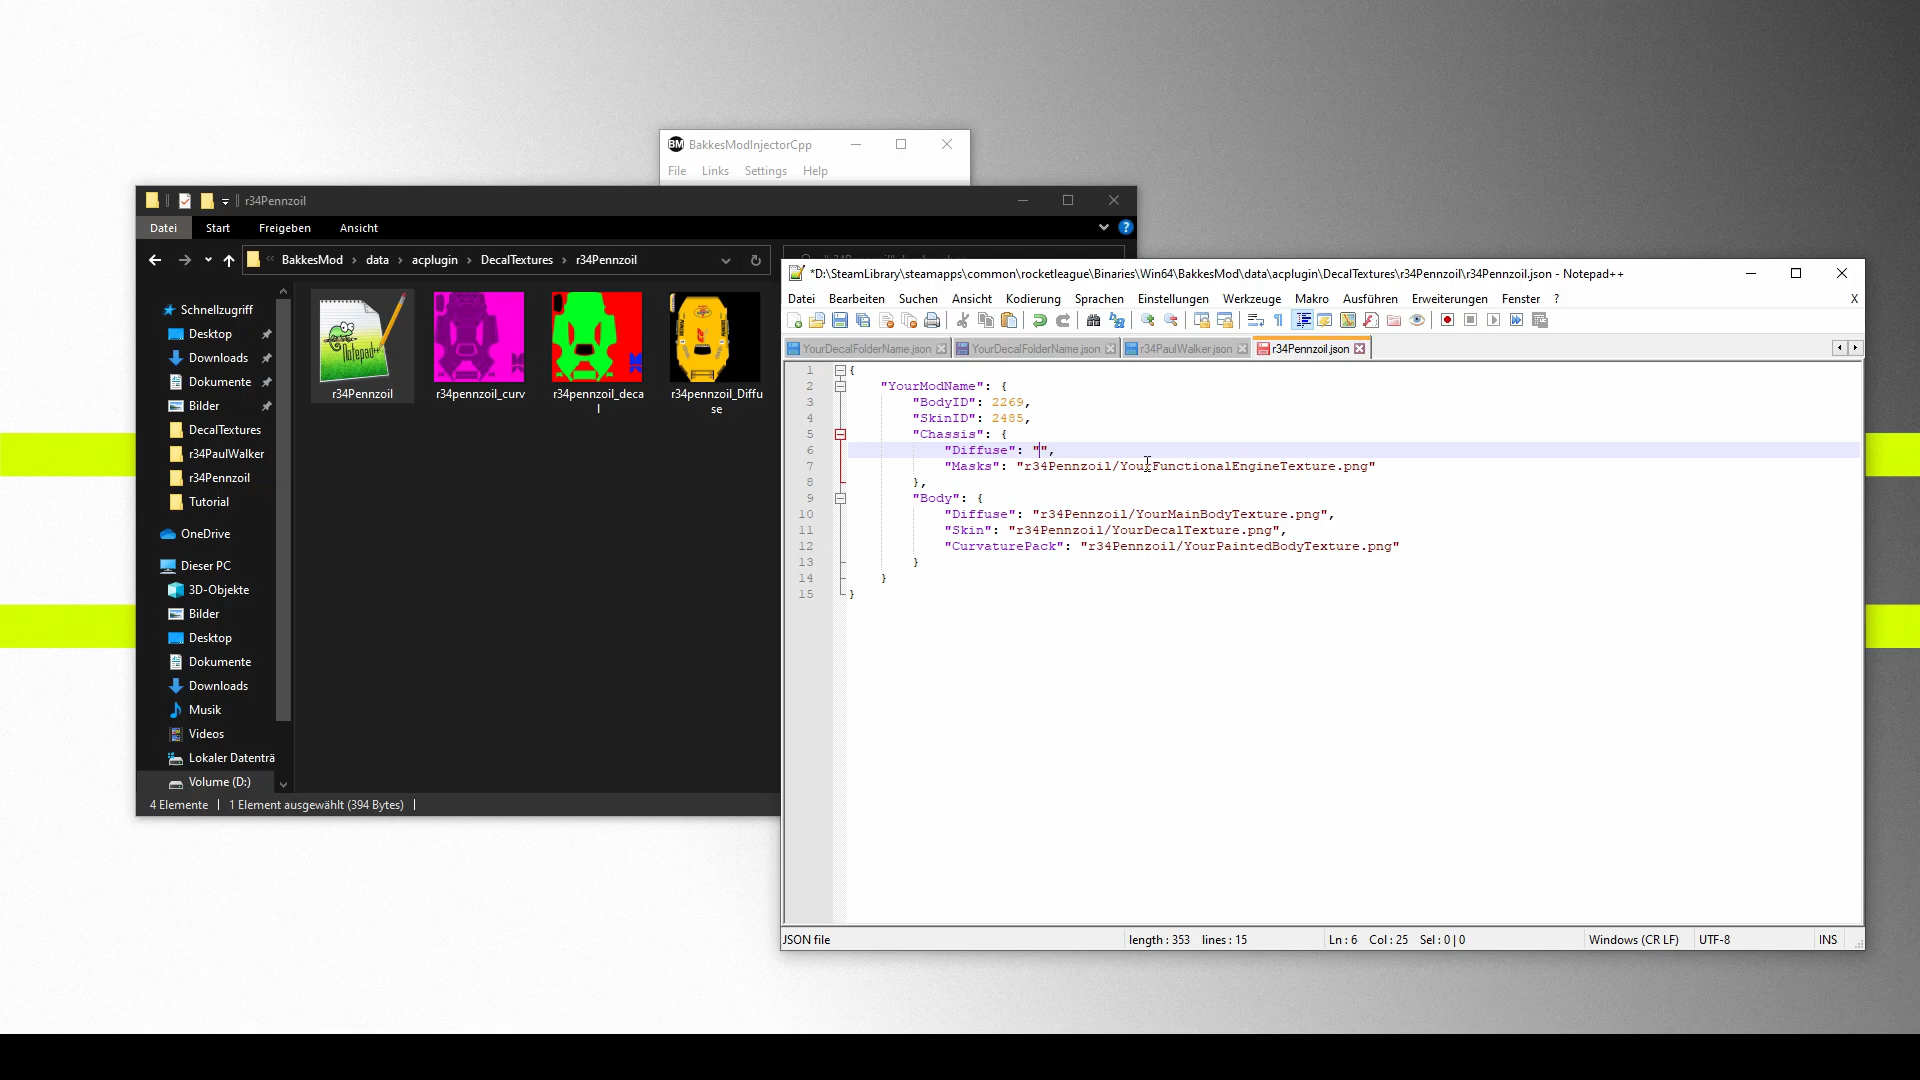 BM BakkesModInjectorCpp
File Links Settings Help
r34Pennzoil
Datei Start Freigeben Ansicht
BakkesMod > data > acplugin > DecalTextures > r34Pennzoil
Schnellzugriff
Desktop
Downloads
Dokumente
Bilder
DecalTextures
r34PaulWalker
r34Pennzoil
Tutorial
OneDrive
Dieser PC
3D-Objekte
Bilder
Desktop
Dokumente
Downloads
Musik
Videos
Lokaler Datenträ
Volume (D:)
r34Pennzoil
r34pennzoil_curv
r34pennzoil_deca
l
r34pennzoil_Diffu
se
4 Elemente | 1 Element ausgewählt (394 Bytes) |
*D:\SteamLibrary\steamapps\common\rocketleague\Binaries\Win64\BakkesMod\data\acplugin\DecalTextures\r34Pennzoil\r34Pennzoil.json - Notepad++
Datei Bearbeiten Suchen Ansicht Kodierung Sprachen Einstellungen Werkzeuge Makro Ausführen Erweiterungen Fenster ? X
YourDecalFolderName.json YourDecalFolderName.json r34PaulWalker.json r34Pennzoil.json
1 {
2 "YourModName": {
3 "BodyID": 2269,
4 "SkinID": 2485,
5 "Chassis": {
6 "Diffuse": "",
7 "Masks": "r34Pennzoil/YourFunctionalEngineTexture.png"
8 },
9 "Body": {
10 "Diffuse": "r34Pennzoil/YourMainBodyTexture.png",
11 "Skin": "r34Pennzoil/YourDecalTexture.png",
12 "CurvaturePack": "r34Pennzoil/YourPaintedBodyTexture.png"
13 }
14 }
15 }
JSON file length : 353 lines : 15 Ln : 6 Col : 25 Sel : 0 | 0 Windows (CR LF) UTF-8 INS